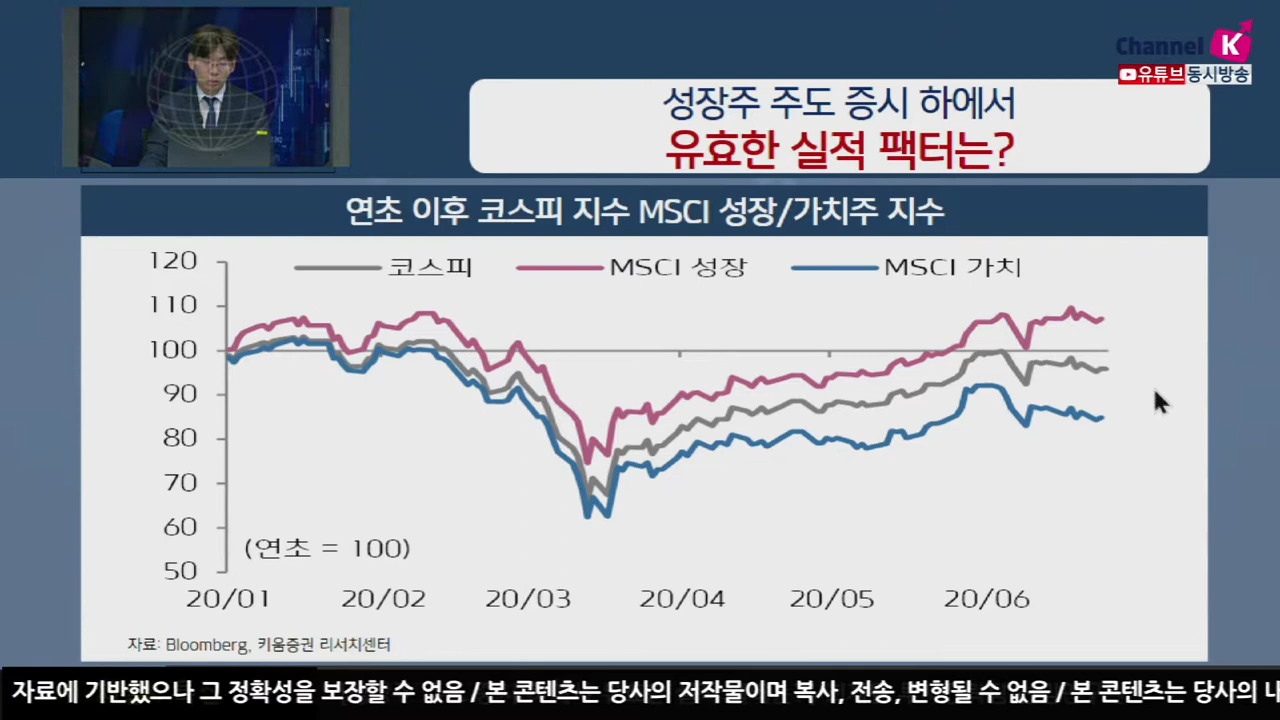 Channel K
유튜브동시방송
성장주 주도 증시 하에서
유효한 실적 팩터는?
연초 이후 코스피 지수 MSCI 성장/가치주 지수
코스피
MSCI 성장
MSCI 가치
120
110
100
90
80
70
60
50
(연초 = 100)
20/01
20/02
20/03
20/04
20/05
20/06
자료: Bloomberg, 키움증권 리서치센터
자료에 기반했으나 그 정확성을 보장할 수 없음 / 본 콘텐츠는 당사의 저작물이며 복사, 전송, 변형될 수 없음 / 본 콘텐츠는 당사의 내